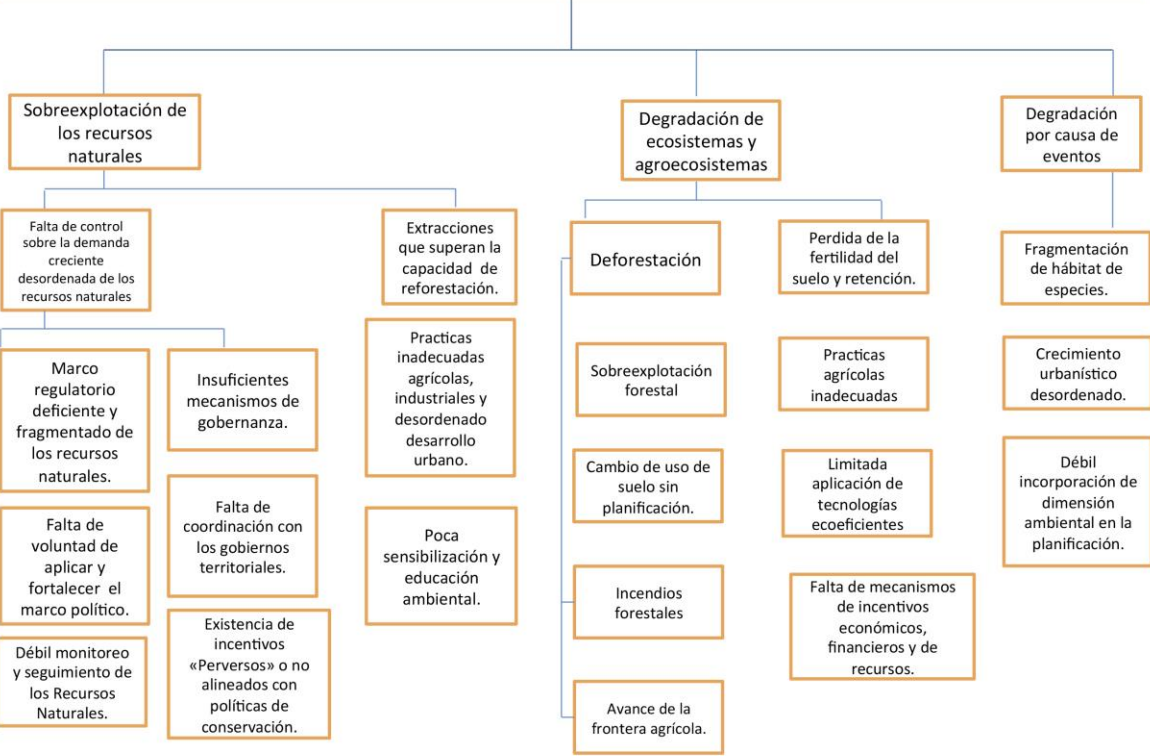 Sobreexplotación de
los recursos
naturales
Degradación de
ecosistemas y
agroecosistemas
Degradación
por causa de
eventos
Falta de control
sobre la demanda
creciente
desordenada de los
recursos naturales
Extracciones
que superan la
capacidad de
reforestación.
Deforestación
Perdida de la
fertilidad del
suelo y retención.
Fragmentación
de hábitat de
especies.
Marco
regulatorio
deficiente y
fragmentado de
los recursos
naturales.
Insuficientes
mecanismos de
gobernanza.
Practicas
inadecuadas
agrícolas,
industriales y
desordenado
desarrollo
urbano.
Sobreexplotación
forestal
Practicas
agrícolas
inadecuadas
Crecimiento
urbanístico
desordenado.
Falta de
voluntad de
aplicar y
fortalecer el
marco político.
Falta de
coordinación con
los gobiernos
territoriales.
Poca
sensibilización y
educación
ambiental.
Cambio de uso de
suelo sin
planificación.
Limitada
aplicación de
tecnologías
ecoeficientes
Débil
incorporación de
dimensión
ambiental en la
planificación.
Débil monitoreo
y seguimiento de
los Recursos
Naturales.
Existencia de
incentivos
«Perversos» o no
alineados con
políticas de
conservación.
Incendios
forestales
Falta de mecanismos
de incentivos
económicos,
financieros y de
recursos.
Avance de la
frontera agrícola.